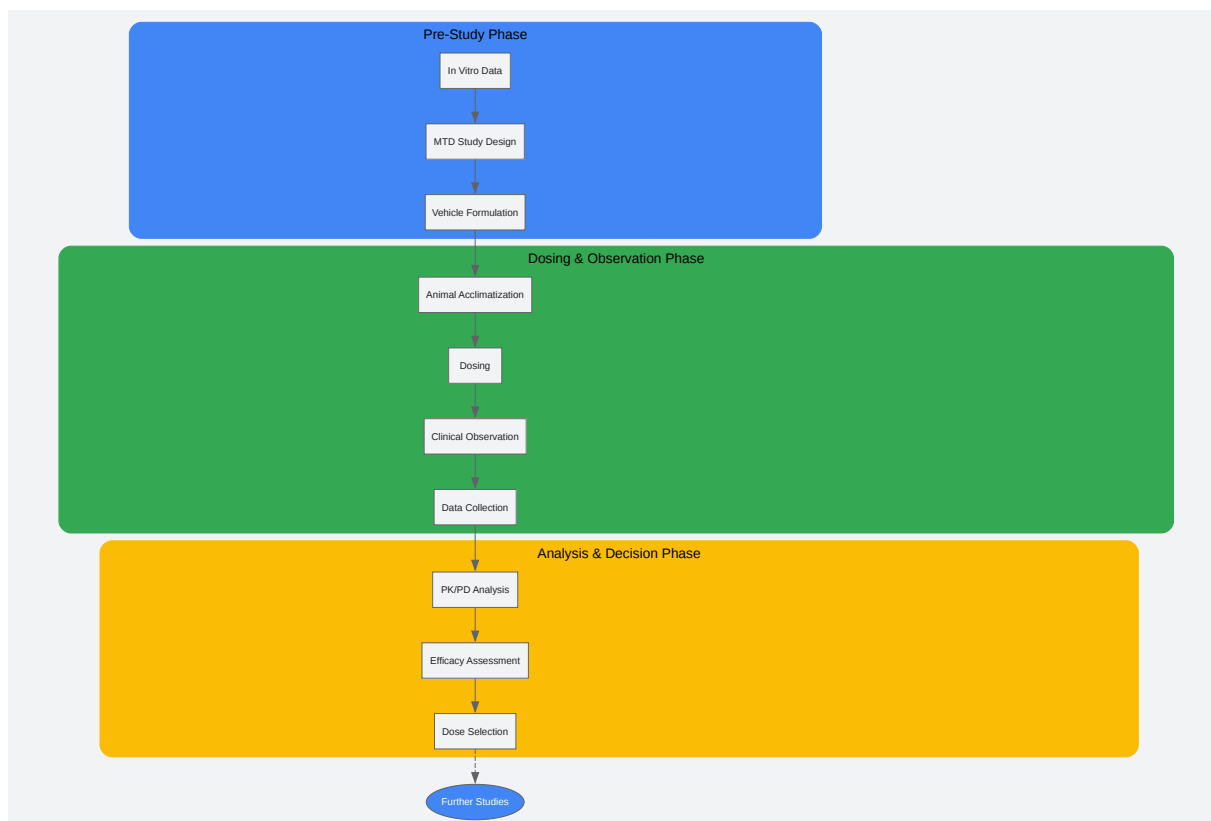 Pre-Study Phase
In Vitro Data
MTD Study Design
Vehicle Formulation
Dosing & Observation Phase
Animal Acclimatization
Dosing
Clinical Observation
Data Collection
Analysis & Decision Phase
PK/PD Analysis
Efficacy Assessment
Dose Selection
Further Studies